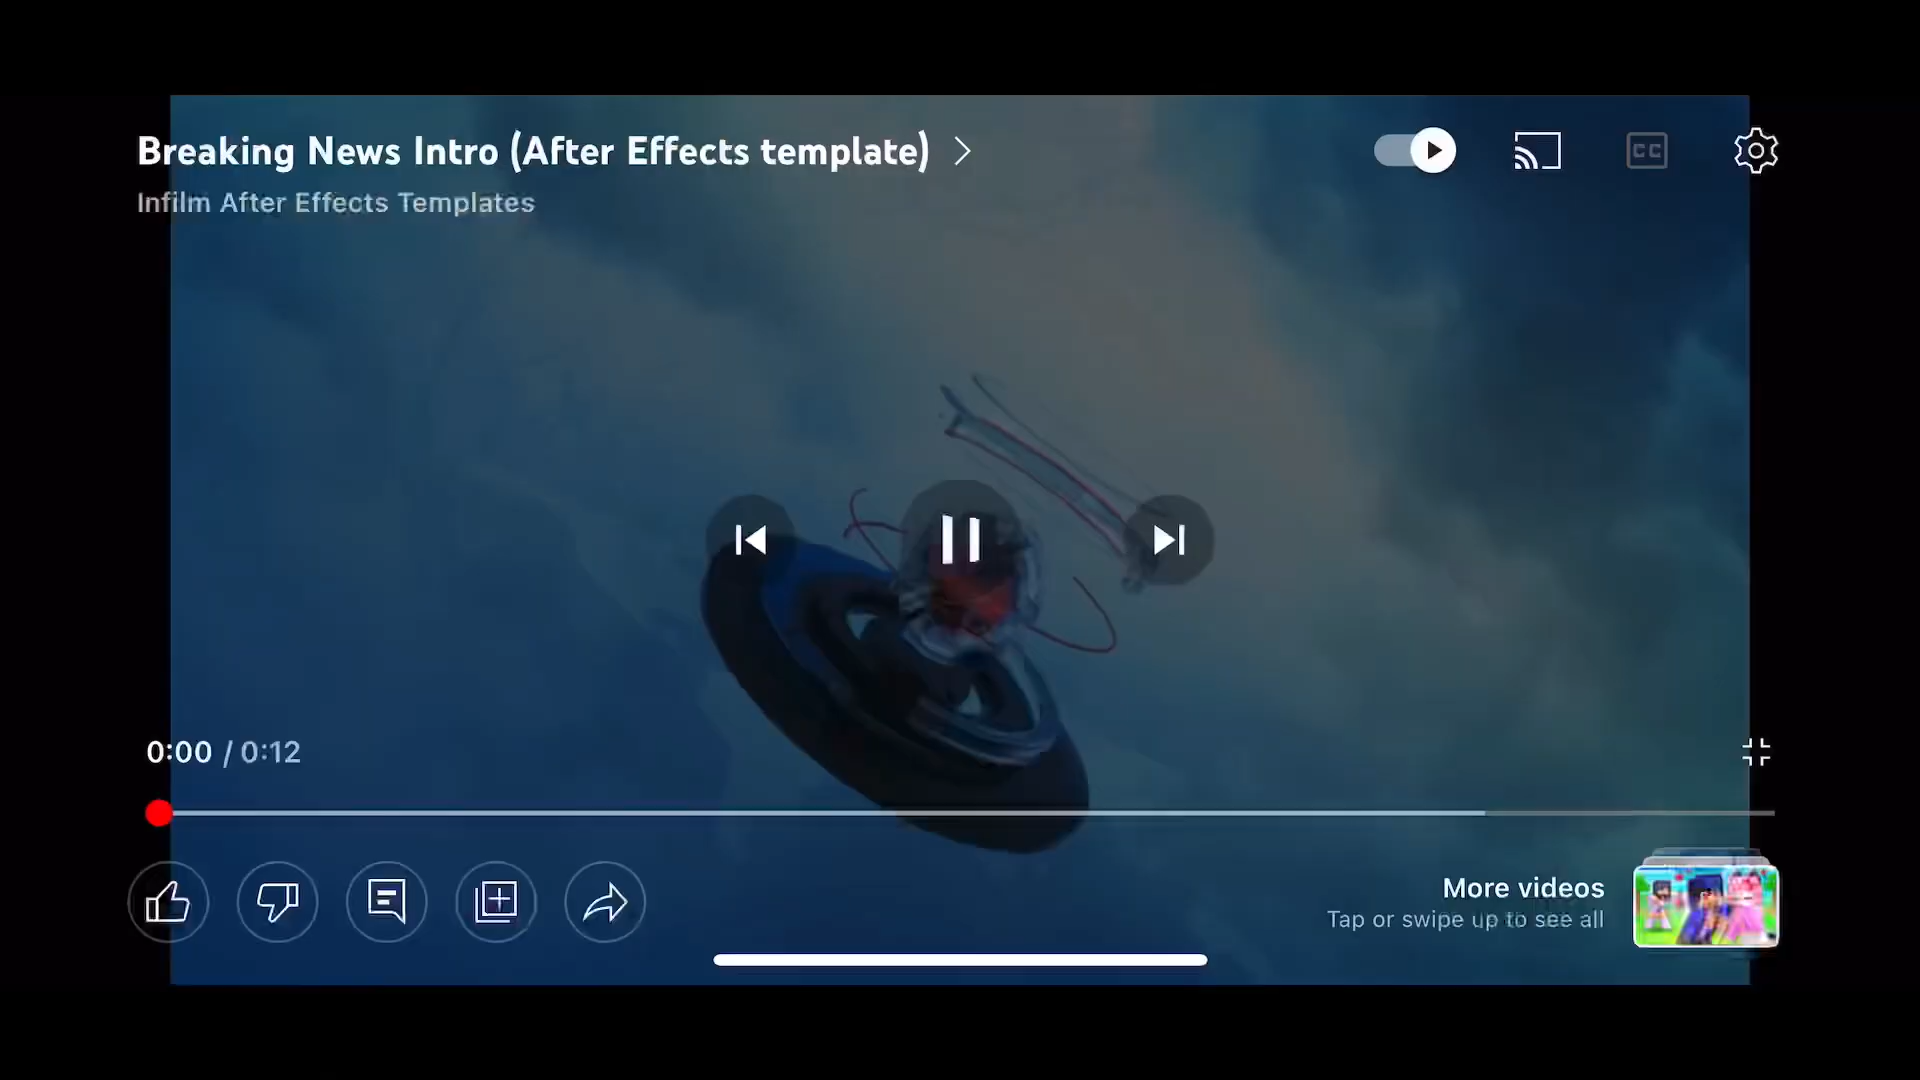 Breaking News Intro (After Effects template)
Infilm After Effects Templates
CC
0:00 / 0:12
More videos
Tap or swipe up to see all